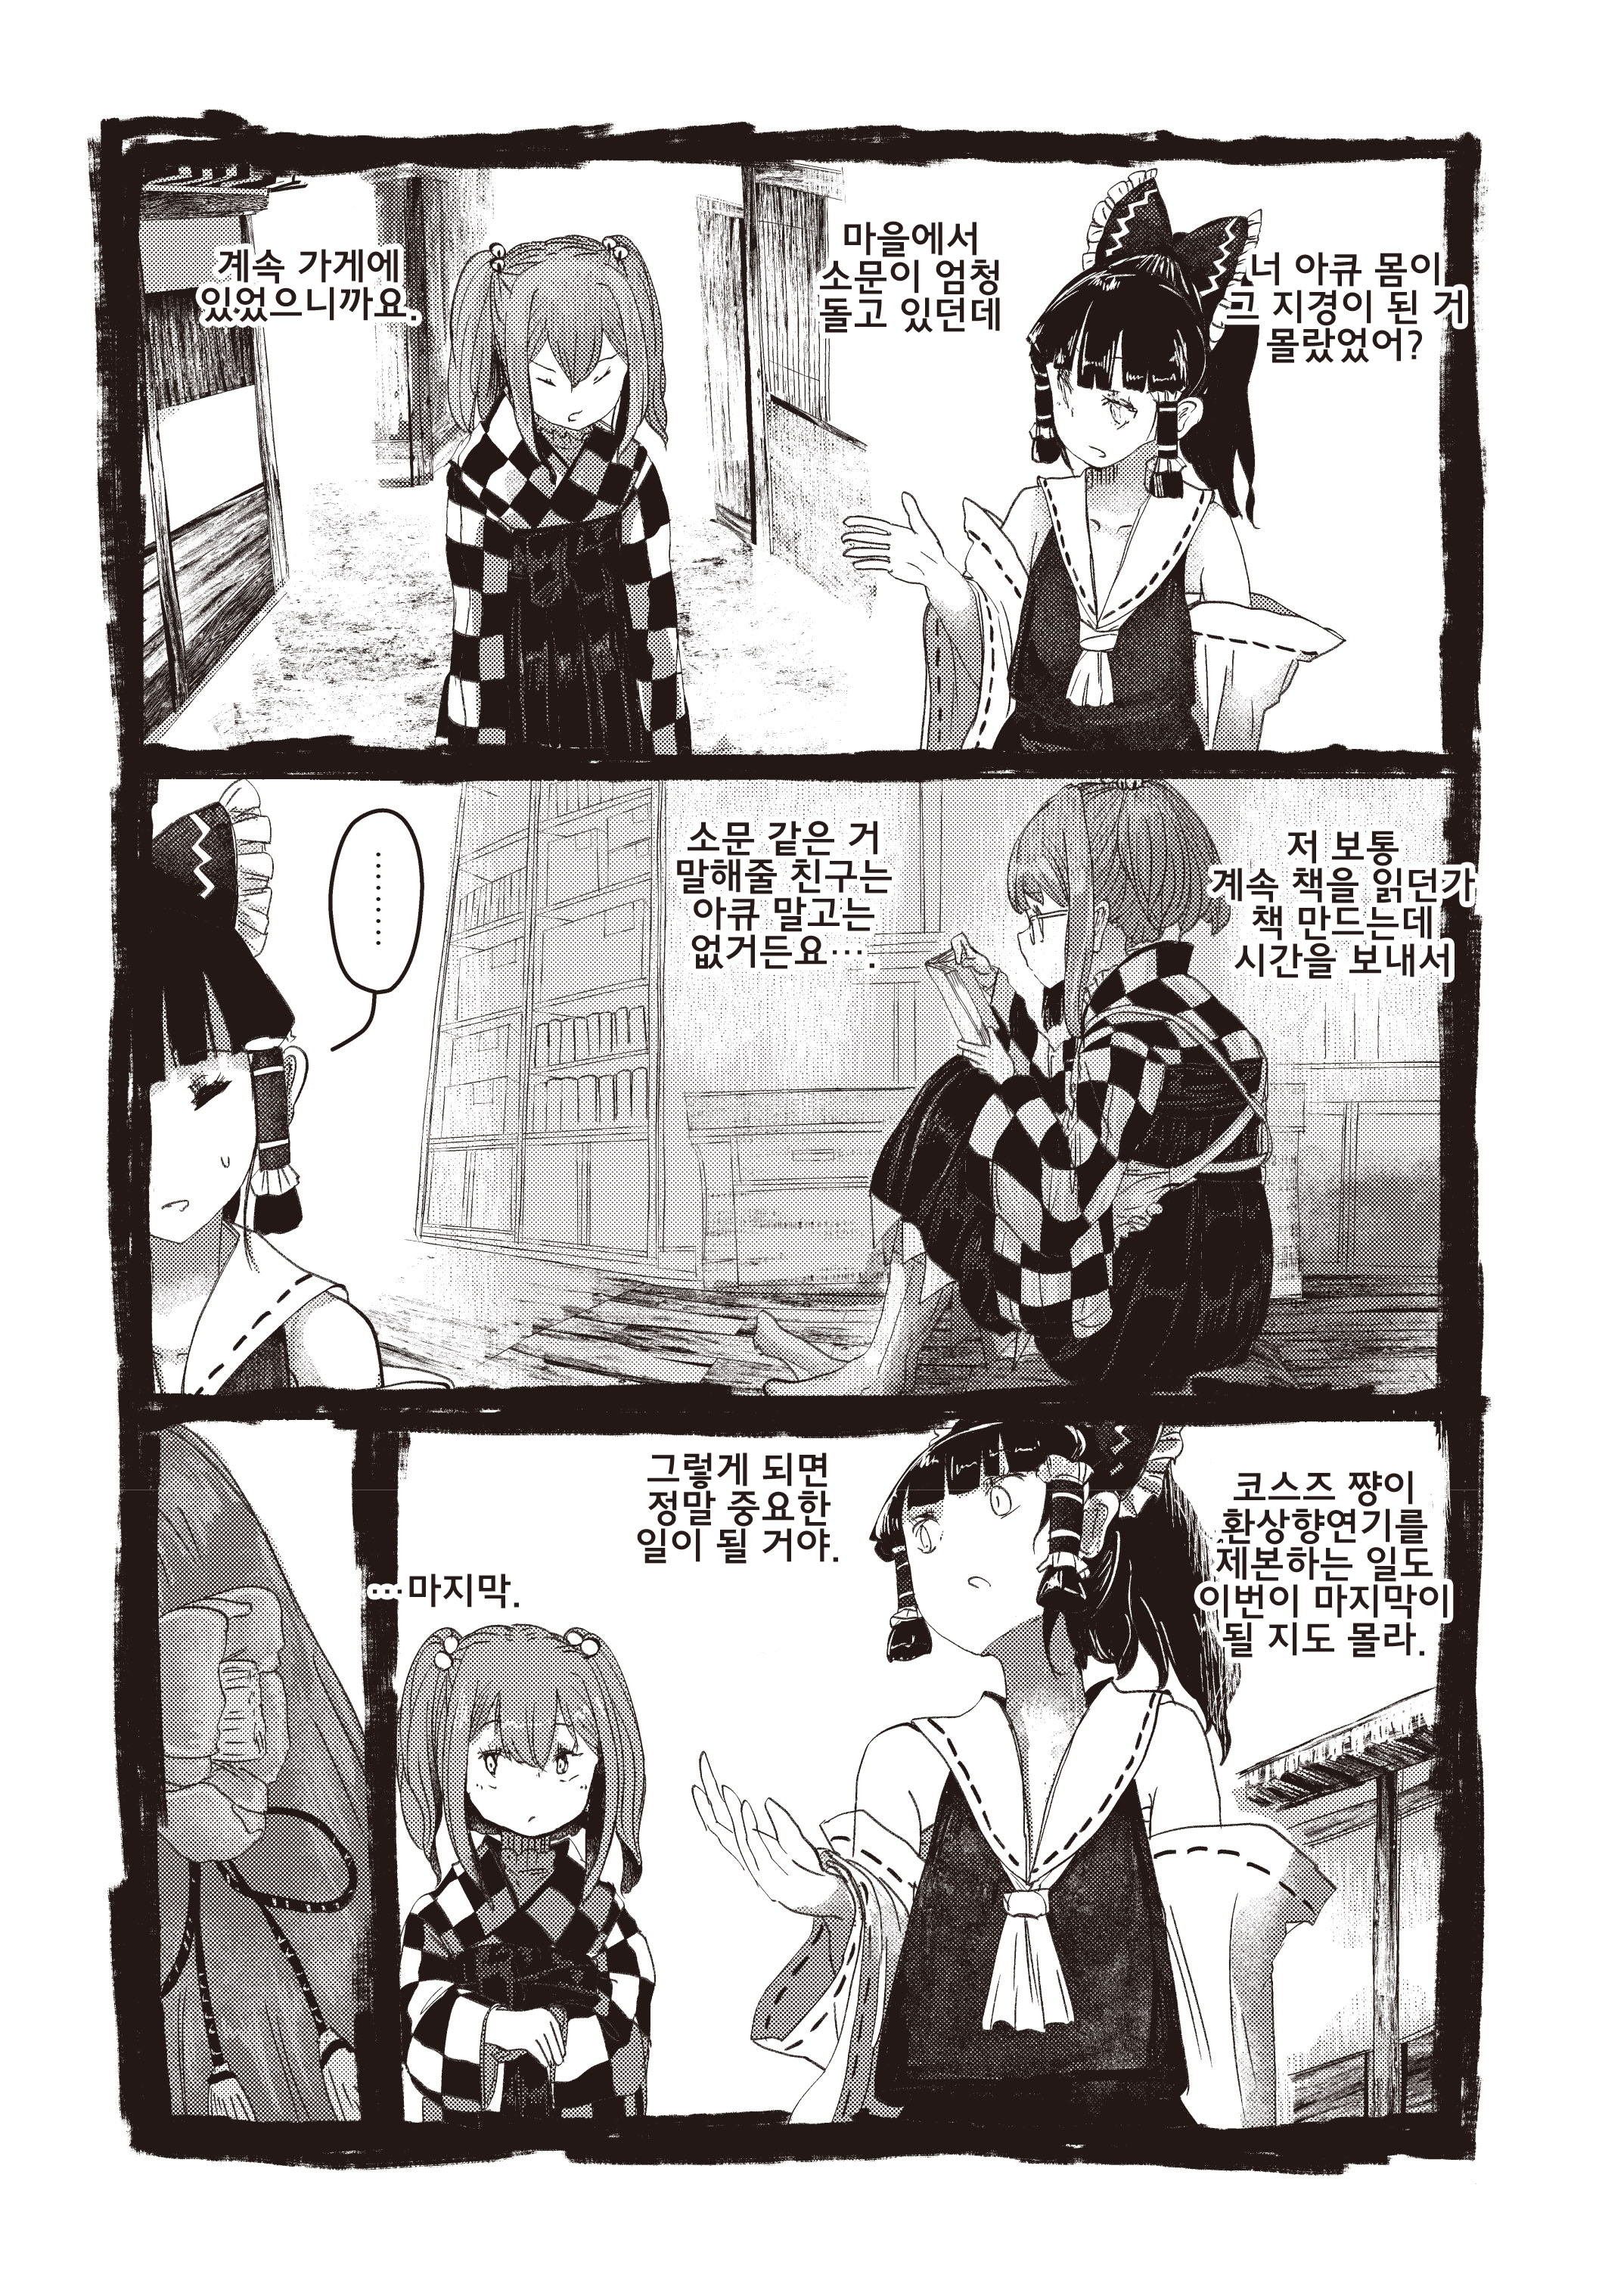 너 아큐 몸이
그 지경이 된 거
몰랐었어?
마을에서
소문이 엄청
돌고 있던데
계속 가게에
있었으니까요.
저 보통
계속 책을 읽던가
책 만드는데
시간을 보내서
소문 같은 거
말해줄 친구는
아큐 말고는
없거든요….
………
코스즈 쨩이
환상향연기를
제본하는 일도
이번이 마지막이
될 지도 몰라.
그렇게 되면
정말 중요한
일이 될 거야.
…마지막.